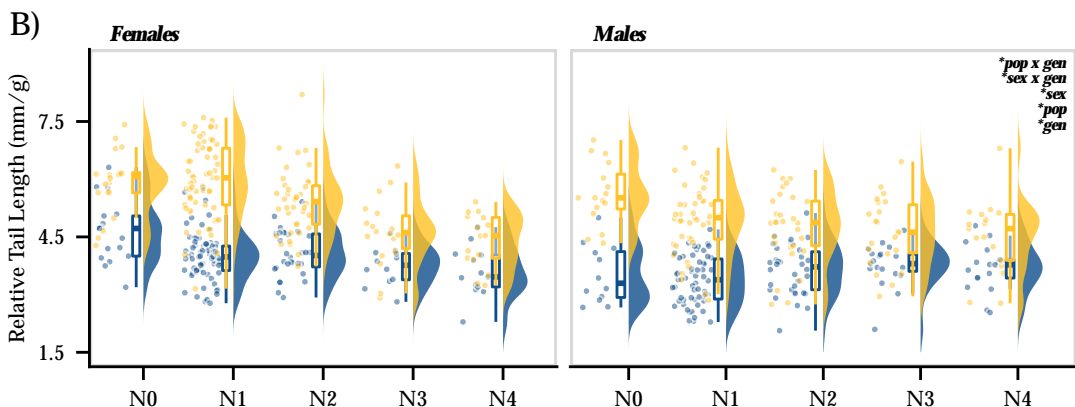 B)
Females
Males
*pop x gen
*sex x gen
*sex
*pop
*gen
Relative Tail Length (mm/g)
7.5
4.5
1.5
N0 N1 N2 N3 N4
N0 N1 N2 N3 N4